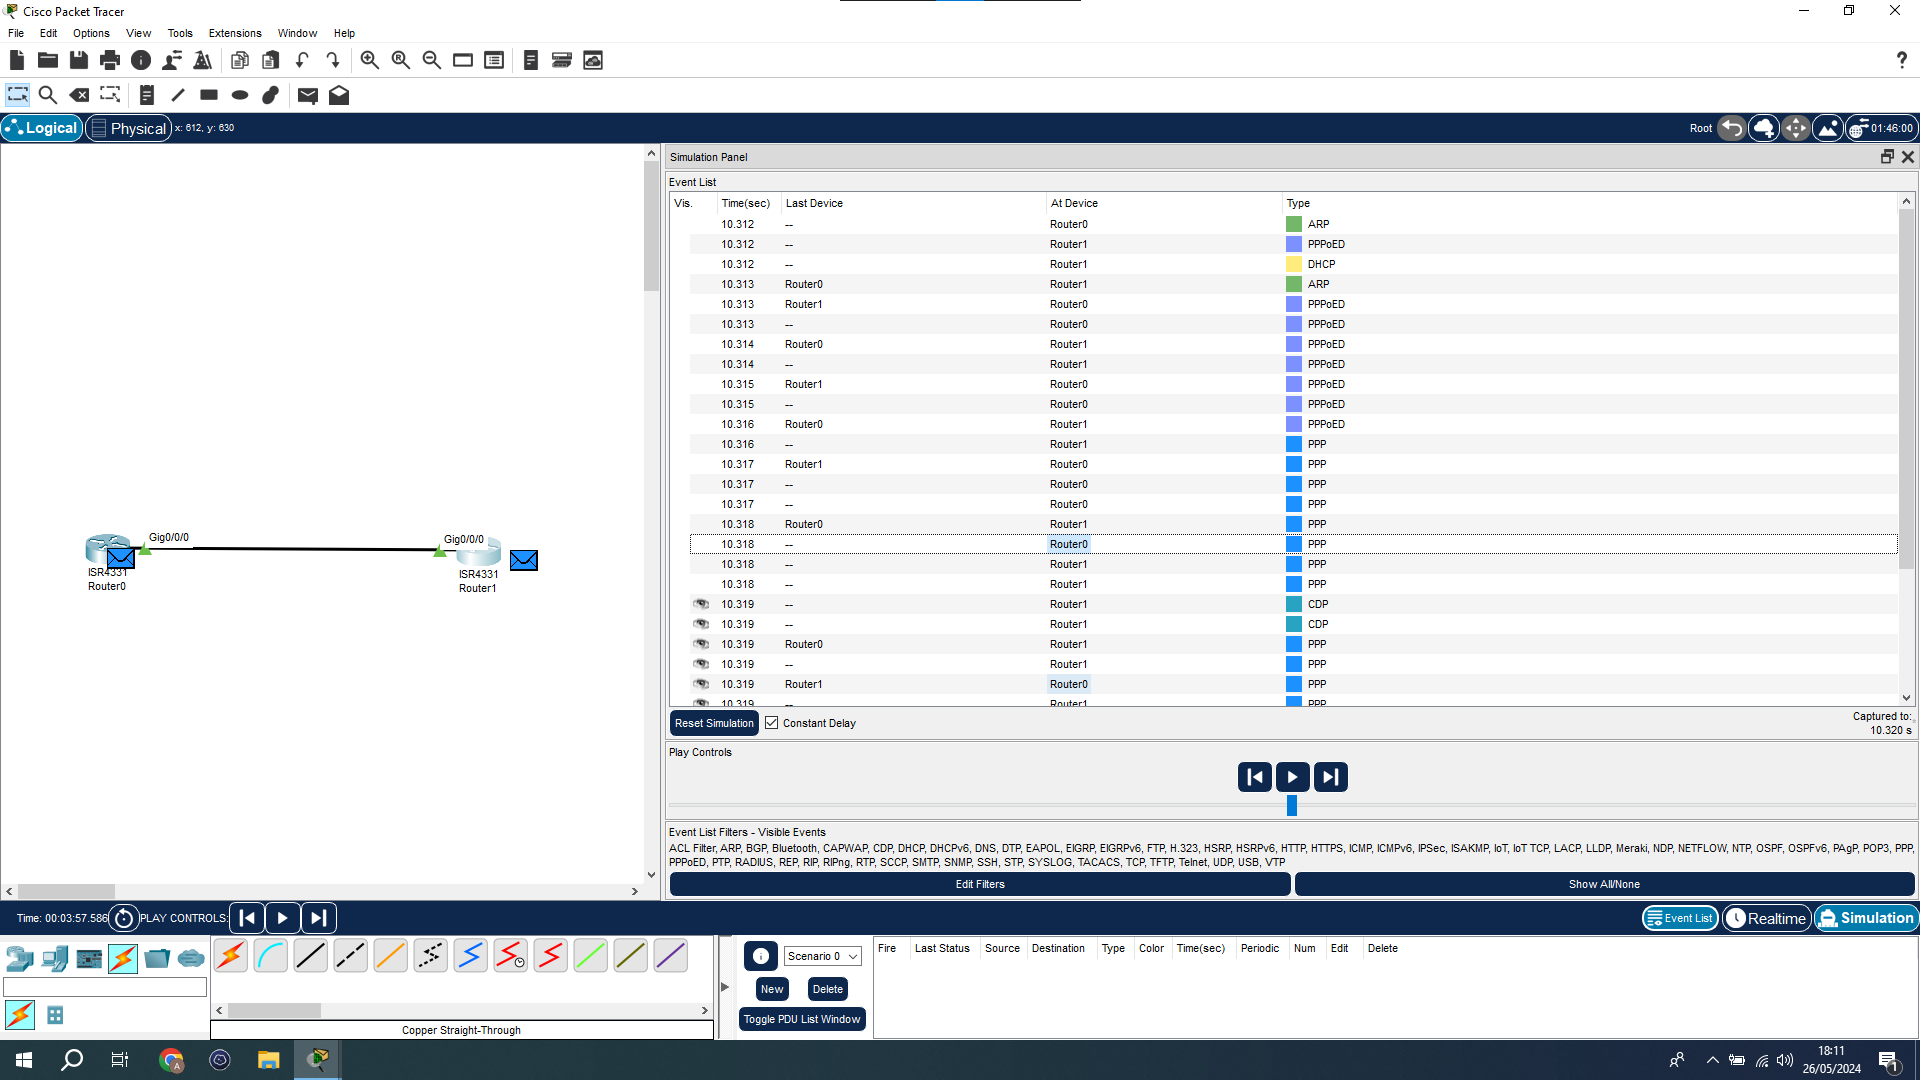 Cisco Packet Tracer
File Edit Options View Tools Extensions Window Help
Logical Physical x: 612, y: 630 Root 01:46:00
Simulation Panel
Event List
Vis. Time(sec) Last Device At Device Type
10.312 -- Router0 ARP
10.312 -- Router1 PPPoED
10.312 -- Router1 DHCP
10.313 Router0 Router1 ARP
10.313 Router1 Router0 PPPoED
10.313 -- Router0 PPPoED
10.314 Router0 Router1 PPPoED
10.314 -- Router1 PPPoED
10.315 Router1 Router0 PPPoED
10.315 -- Router0 PPPoED
10.316 Router0 Router1 PPPoED
10.316 -- Router1 PPP
10.317 Router1 Router0 PPP
10.317 -- Router0 PPP
10.317 -- Router0 PPP
10.318 Router0 Router1 PPP
10.318 -- Router0 PPP
10.318 -- Router1 PPP
10.318 -- Router1 PPP
10.319 -- Router1 CDP
10.319 -- Router1 CDP
10.319 Router0 Router1 PPP
10.319 -- Router1 PPP
10.319 Router1 Router0 PPP
10.319 -- Router1 PPP
Gig0/0/0
ISR4331
Router0
Gig0/0/0
ISR4331
Router1
Reset Simulation Constant Delay
Captured to:
10.320 s
Play Controls
Event List Filters - Visible Events
ACL Filter, ARP, BGP, Bluetooth, CAPWAP, CDP, DHCP, DHCPv6, DNS, DTP, EAPOL, EIGRP, EIGRPv6, FTP, H.323, HSRP, HSRPv6, HTTP, HTTPS, ICMP, ICMPv6, IPSec, ISAKMP, IoT, IoT TCP, LACP, LLDP, Meraki, NDP, NETFLOW, NTP, OSPF, OSPFv6, PAgP, POP3, PPP,
PPPoED, PTP, RADIUS, REP, RIP, RIPng, RTP, SCCP, SMTP, SNMP, SSH, STP, SYSLOG, TACACS, TCP, TFTP, Telnet, UDP, USB, VTP
Edit Filters Show All/None
Time: 00:03:57.586 PLAY CONTROLS: Event List Realtime Simulation
Scenario 0
New Delete
Toggle PDU List Window
Fire Last Status Source Destination Type Color Time(sec) Periodic Num Edit Delete
Copper Straight-Through
18:11
26/05/2024
1